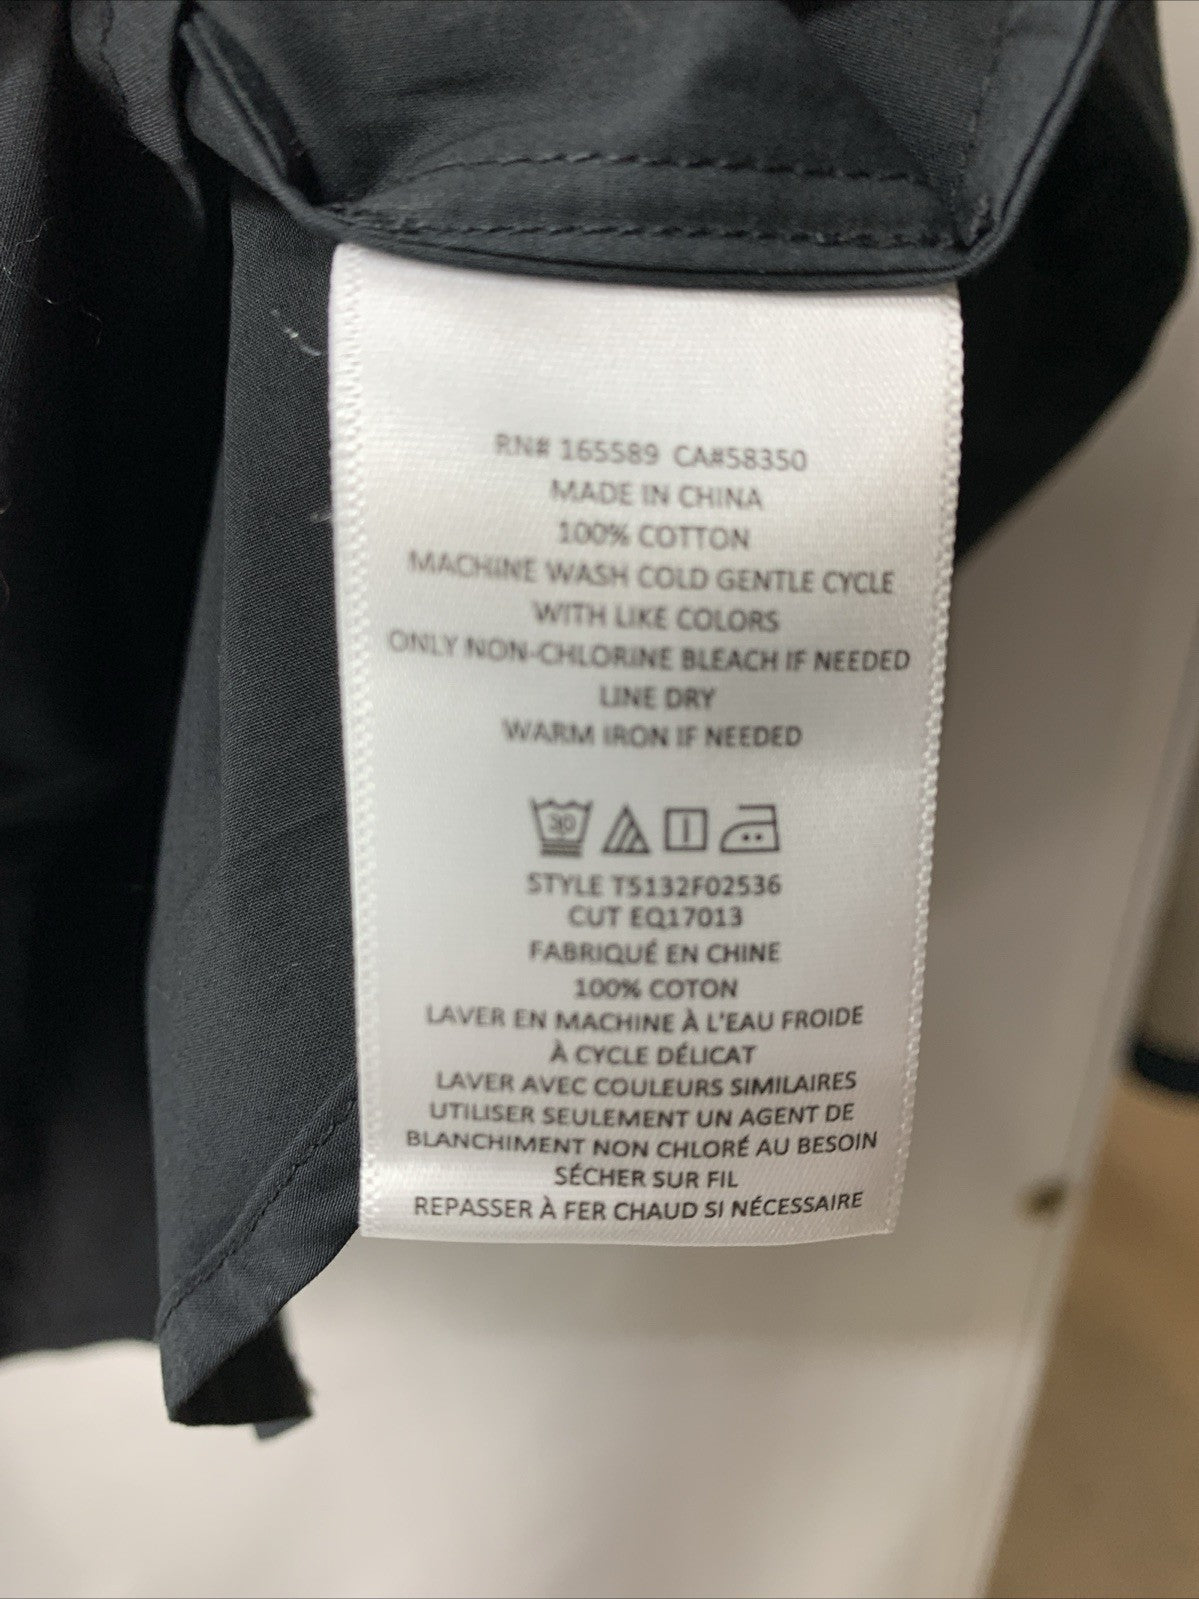 RN# 165589 CA#58350
MADE IN CHINA
100% COTTON
MACHINE WASH COLD GENTLE CYCLE
WITH LIKE COLORS
ONLY NON-CHLORINE BLEACH IF NEEDED
LINE DRY
WARM IRON IF NEEDED
30
STYLE T5132F02536
CUT EQ17013
FABRIQUÉ EN CHINE
100% COTON
LAVER EN MACHINE À L'EAU FROIDE
À CYCLE DÉLICAT
LAVER AVEC COULEURS SIMILAIRES
UTILISER SEULEMENT UN AGENT DE
BLANCHIMENT NON CHLORÉ AU BESOIN
SÉCHER SUR FIL
REPASSER À FER CHAUD SI NÉCESSAIRE